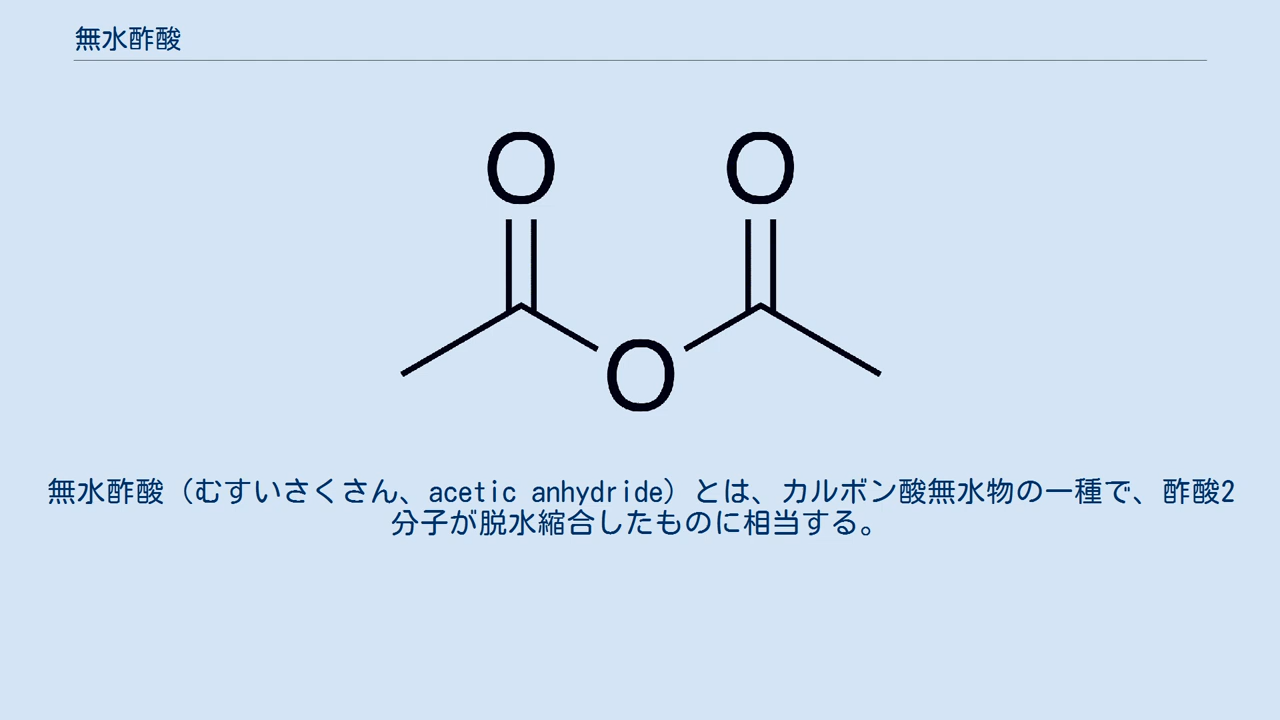 無水酢酸
O
O
O
無水酢酸（むすいさくさん、acetic anhydride）とは、カルボン酸無水物の一種で、酢酸2
分子が脱水縮合したものに相当する。